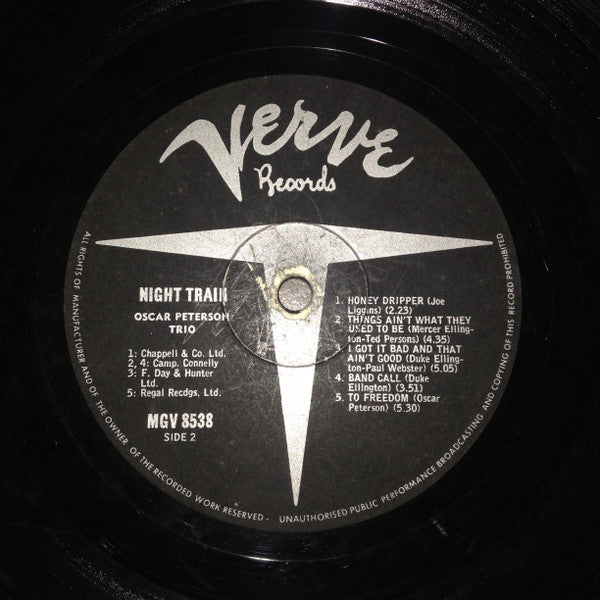 Verve
Records
NIGHT TRAIN
OSCAR PETERSON
TRIO
1: Chappell & Co. Ltd.
2, 4: Camp. Connelly
3: F. Day & Hunter
Ltd.
5: Regal Recdgs. Ltd.
MGV 8538
SIDE 2
1. HONEY DRIPPER (Joe
Liggins) (2.23)
2. THINGS AIN'T WHAT THEY
USED TO BE (Mercer Elling-
ton-Ted Persons) (4.35)
3. I GOT IT BAD AND THAT
AIN'T GOOD (Duke Elling-
ton-Paul Webster) (5.05)
4. BAND CALL (Duke
Ellington) (3.51)
5. TO FREEDOM (Oscar
Peterson) (5.30)
ALL RIGHTS OF MANUFACTURER AND OF THE OWNER OF THE RECORDED WORK RESERVED - UNAUTHORISED PUBLIC PERFORMANCE BROADCASTING AND COPYING OF THIS RECORD PROHIBITED